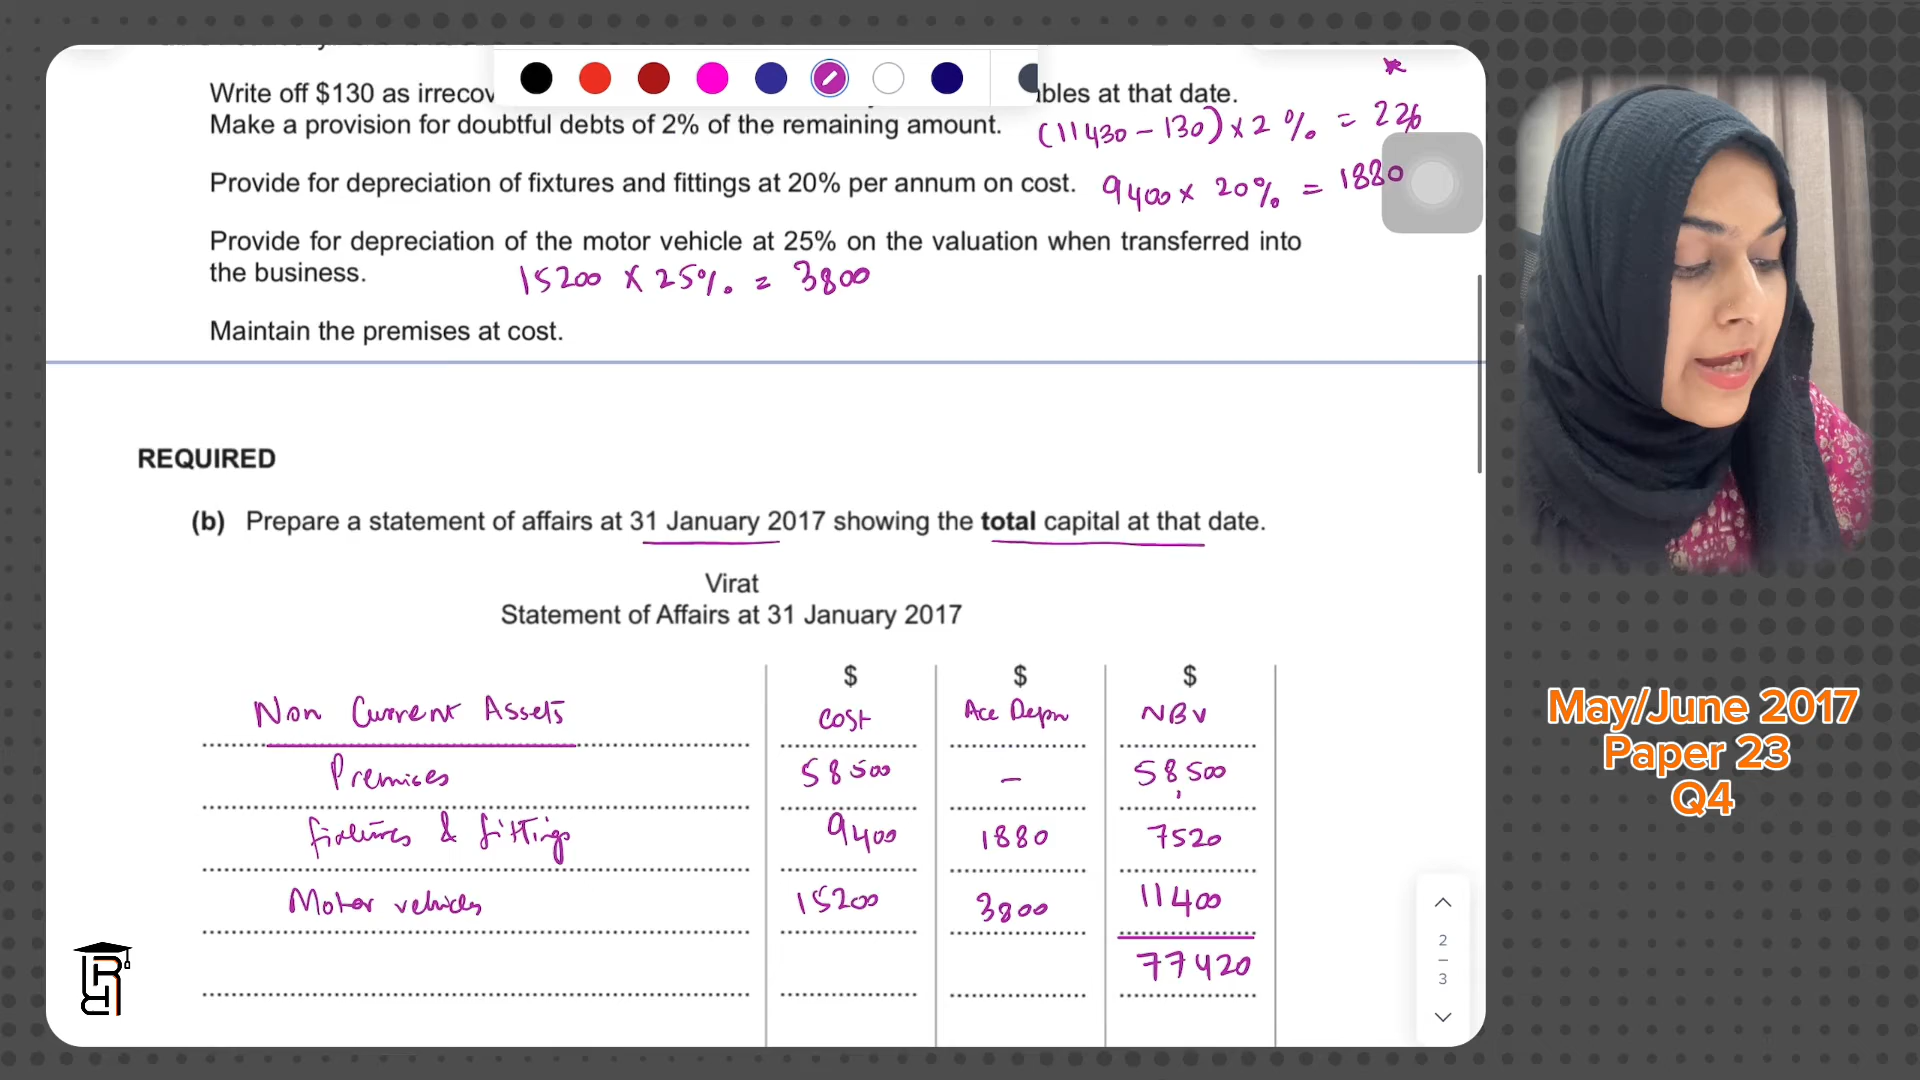 Write off $130 as irrecov
ables at that date.
Make a provision for doubtful debts of 2% of the remaining amount. (11430 - 130) x 2% = 226
Provide for depreciation of fixtures and fittings at 20% per annum on cost. 9400 x 20% = 1880
Provide for depreciation of the motor vehicle at 25% on the valuation when transferred into
the business. 15200 x 25% = 3800
Maintain the premises at cost.
REQUIRED
(b) Prepare a statement of affairs at 31 January 2017 showing the total capital at that date.
Virat
Statement of Affairs at 31 January 2017
$ $ $
Non Current Assets Cost Acc Depn NBV
Premises 58500 - 58500
fixtures & fittings 9400 1880 7520
Motor vehicles 15200 3800 11400
77420
2
3
May/June 2017
Paper 23
Q4